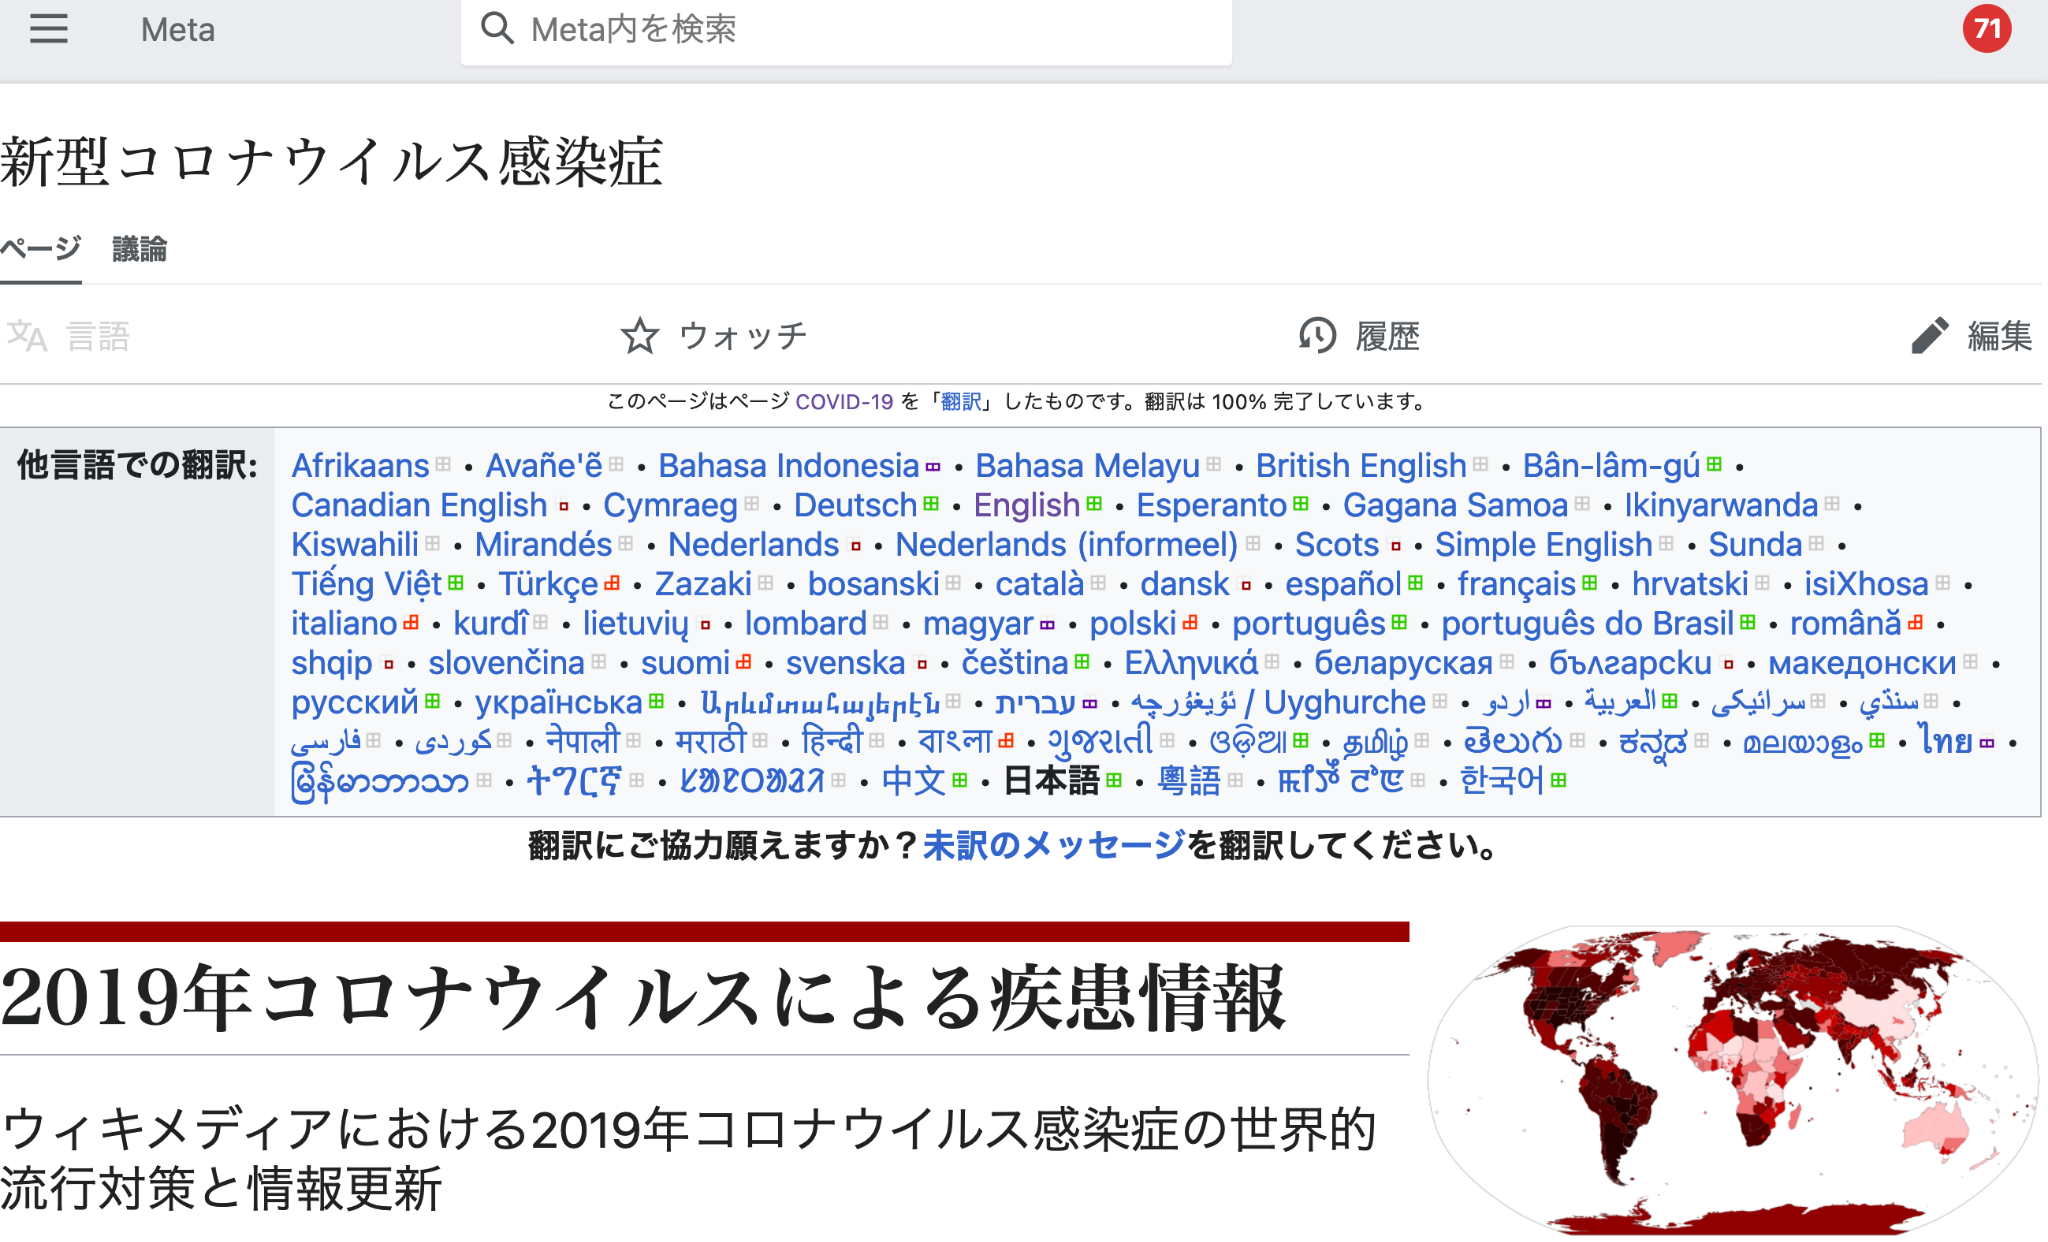 Meta
Meta内を検索
71
新型コロナウイルス感染症
ページ 議論
言語 ウォッチ 履歴 編集
このページはページ COVID-19 を「翻訳」したものです。翻訳は 100% 完了しています。
他言語での翻訳:
Afrikaans • Avañe'ẽ • Bahasa Indonesia • Bahasa Melayu • British English • Bân-lâm-gú •
Canadian English • Cymraeg • Deutsch • English • Esperanto • Gagana Samoa • Ikinyarwanda •
Kiswahili • Mirandés • Nederlands • Nederlands (informeel) • Scots • Simple English • Sunda •
Tiếng Việt • Türkçe • Zazaki • bosanski • català • dansk • español • français • hrvatski • isiXhosa •
italiano • kurdî • lietuvių • lombard • magyar • polski • português • português do Brasil • română •
shqip • slovenčina • suomi • svenska • čeština • Ελληνικά • беларуская • български • македонски •
русский • українська • Արեւմտահայերէն • עברית • ئۇيغۇرچە / Uyghurche • اردو • العربية • سرائیکی • سنڌي •
فارسی • کوردی • नेपाली • मराठी • हिन्दी • বাংলা • ગુજરાતી • ଓଡ଼ିଆ • தமிழ் • తెలుగు • ಕನ್ನಡ • മലയാളം • ไทย •
မြန်မာဘာသာ • ትግርኛ • ⵜⴰⵎⴰⵣⵉⵖⵜ • 中文 • 日本語 • 粵語 • ꯃꯤꯇꯩ ꯂꯣꯟ • 한국어
翻訳にご協力願えますか？未訳のメッセージを翻訳してください。
2019年コロナウイルスによる疾患情報
ウィキメディアにおける2019年コロナウイルス感染症の世界的
流行対策と情報更新